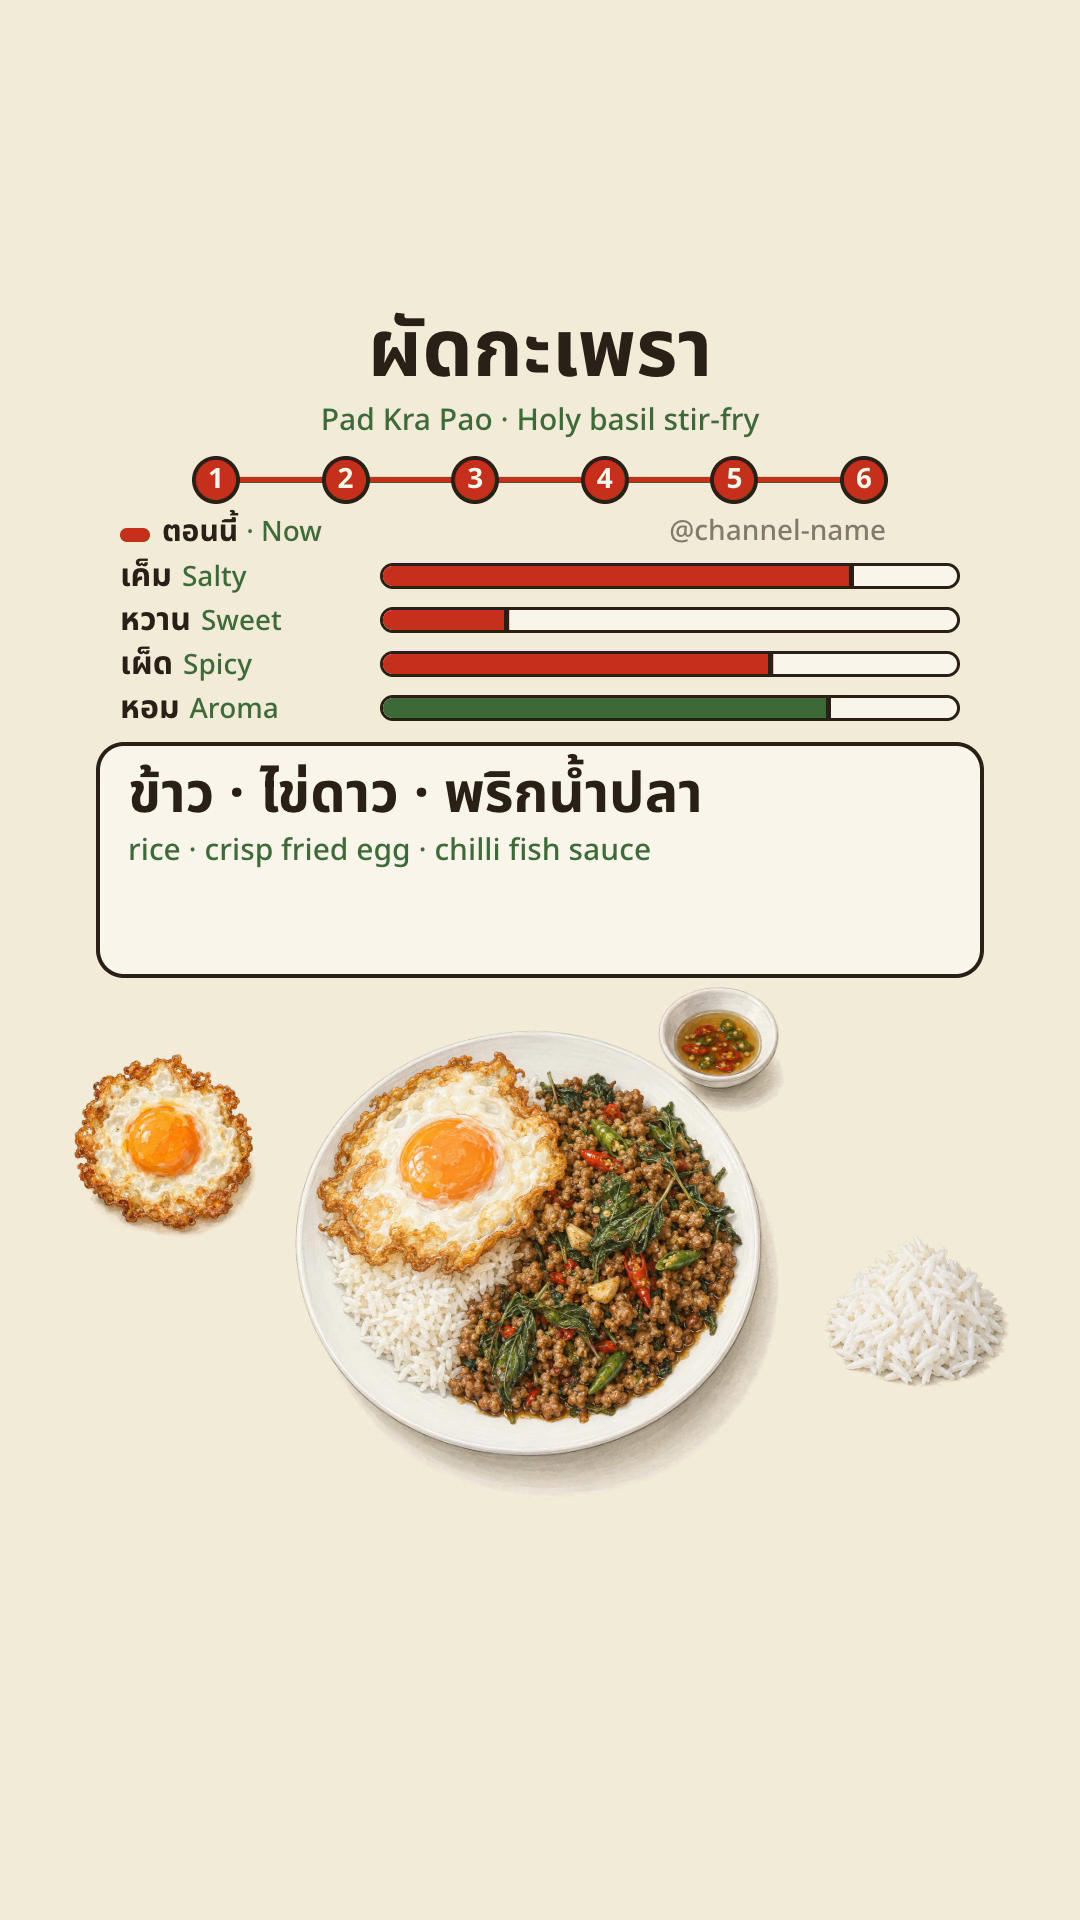 ผัดกะเพรา
Pad Kra Pao · Holy basil stir-fry
1 2 3 4 5 6
ตอนนี้ · Now @channel-name
เค็ม Salty
หวาน Sweet
เผ็ด Spicy
หอม Aroma
ข้าว · ไข่ดาว · พริกน้ำปลา
rice · crisp fried egg · chilli fish sauce